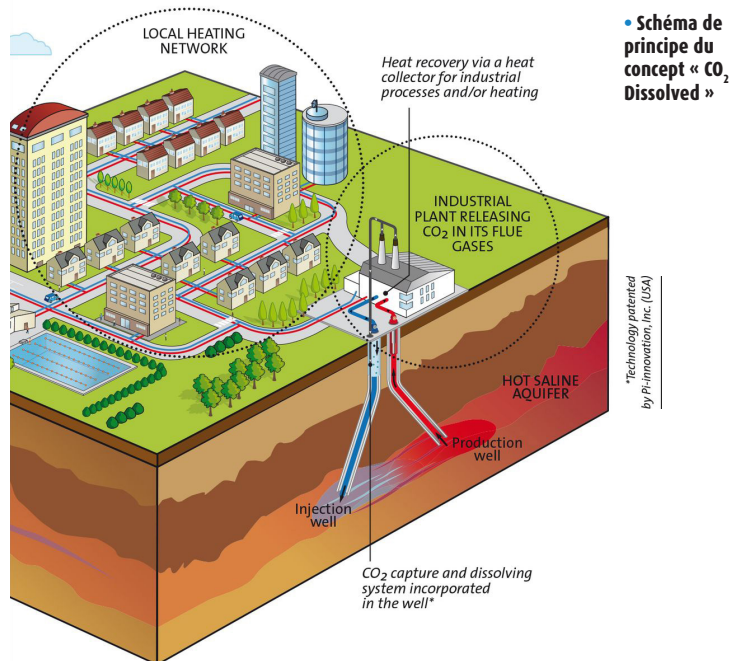 LOCAL HEATING
NETWORK
Heat recovery via a heat
collector for industrial
processes and/or heating
• Schéma de
principe du
concept « CO₂
Dissolved »
INDUSTRIAL
PLANT RELEASING
CO₂ IN ITS FLUE
GASES
*Technology patented
by Pi-innovation, Inc. (USA)
HOT SALINE
AQUIFER
Production
well
Injection
well
CO₂ capture and dissolving
system incorporated
in the well*